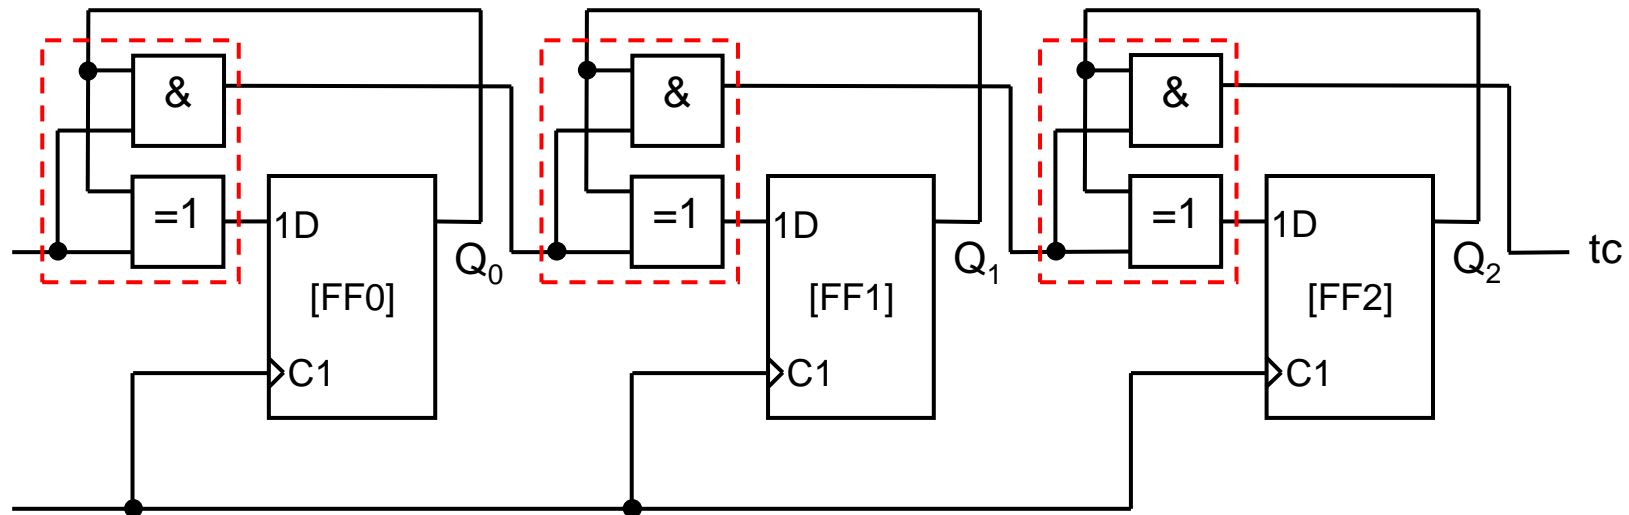 & & &
=1 1D =1 1D =1 1D
Q0 Q1 Q2 tc
[FF0] [FF1] [FF2]
C1 C1 C1